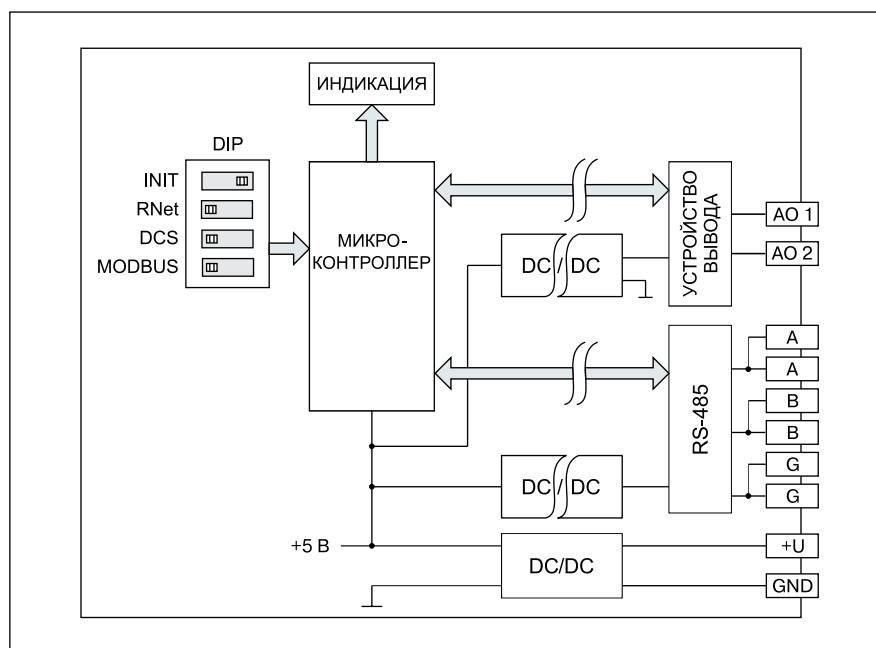 ИНДИКАЦИЯ
DIP
INIT
RNet
DCS
MODBUS
МИКРО-
КОНТРОЛЛЕР
DC / DC
УСТРОЙСТВО
ВЫВОДА
AO 1
AO 2
RS-485
A
A
B
B
G
G
DC / DC
+5 В
DC/DC
+U
GND